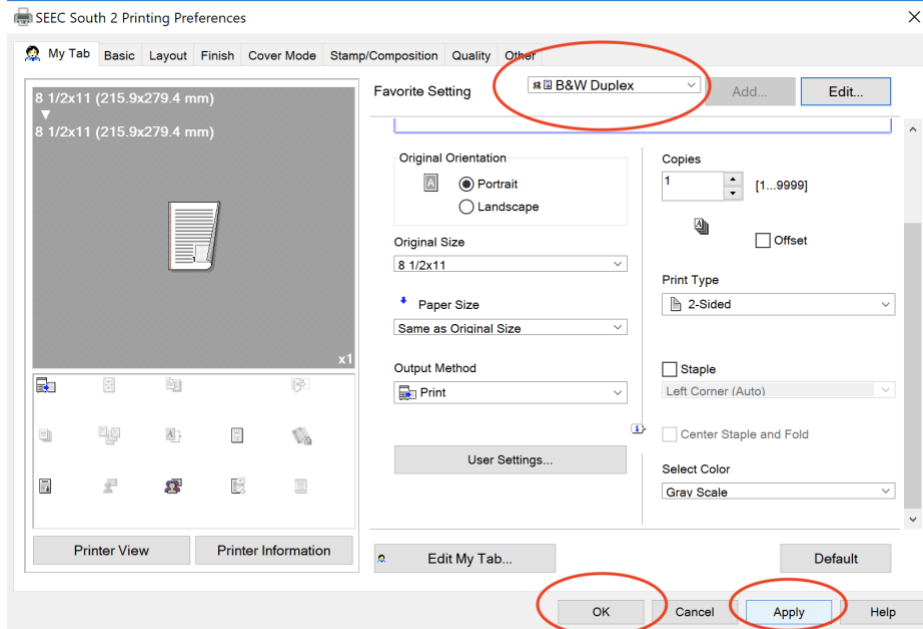 SEEC South 2 Printing Preferences
My Tab Basic Layout Finish Cover Mode Stamp/Composition Quality Other
Favorite Setting B&W Duplex Add... Edit...
8 1/2x11 (215.9x279.4 mm)
8 1/2x11 (215.9x279.4 mm)
x1
Original Orientation
Portrait
Landscape
Original Size
8 1/2x11
Paper Size
Same as Original Size
Output Method
Print
User Settings...
Copies
1 [1...9999]
Offset
Print Type
2-Sided
Staple
Left Corner (Auto)
Center Staple and Fold
Select Color
Gray Scale
Printer View Printer Information
Edit My Tab... Default
OK Cancel Apply Help